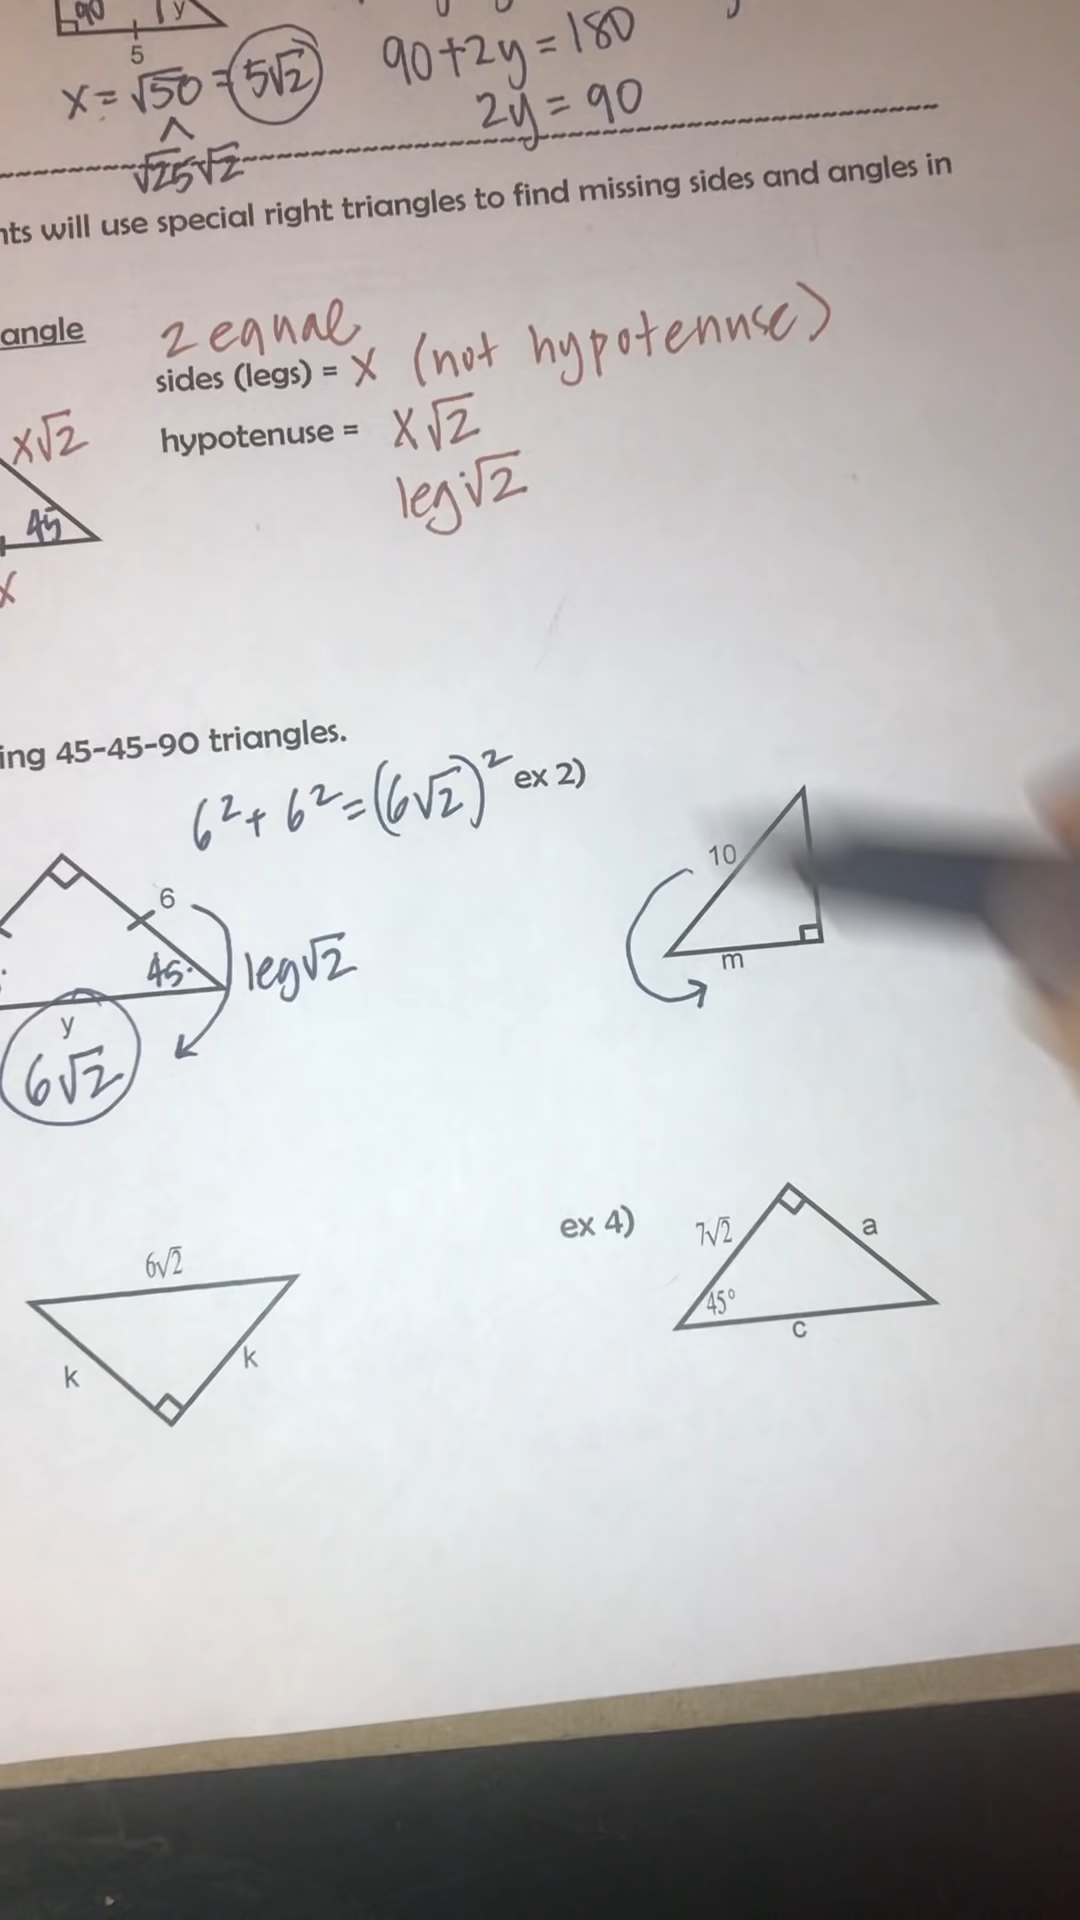 90 y
5
x = √50 = 5√2
√25√2
90+2y = 180
2y = 90
nts will use special right triangles to find missing sides and angles in
angle
2 equal
sides (legs) = x (not hypotenuse)
x√2
hypotenuse = x√2
leg√2
45
x
ing 45-45-90 triangles.
6² + 6² = (6√2)²
ex 2)
6
45
leg√2
y
6√2
10
m
6√2
k
k
ex 4)
7√2
a
45°
c